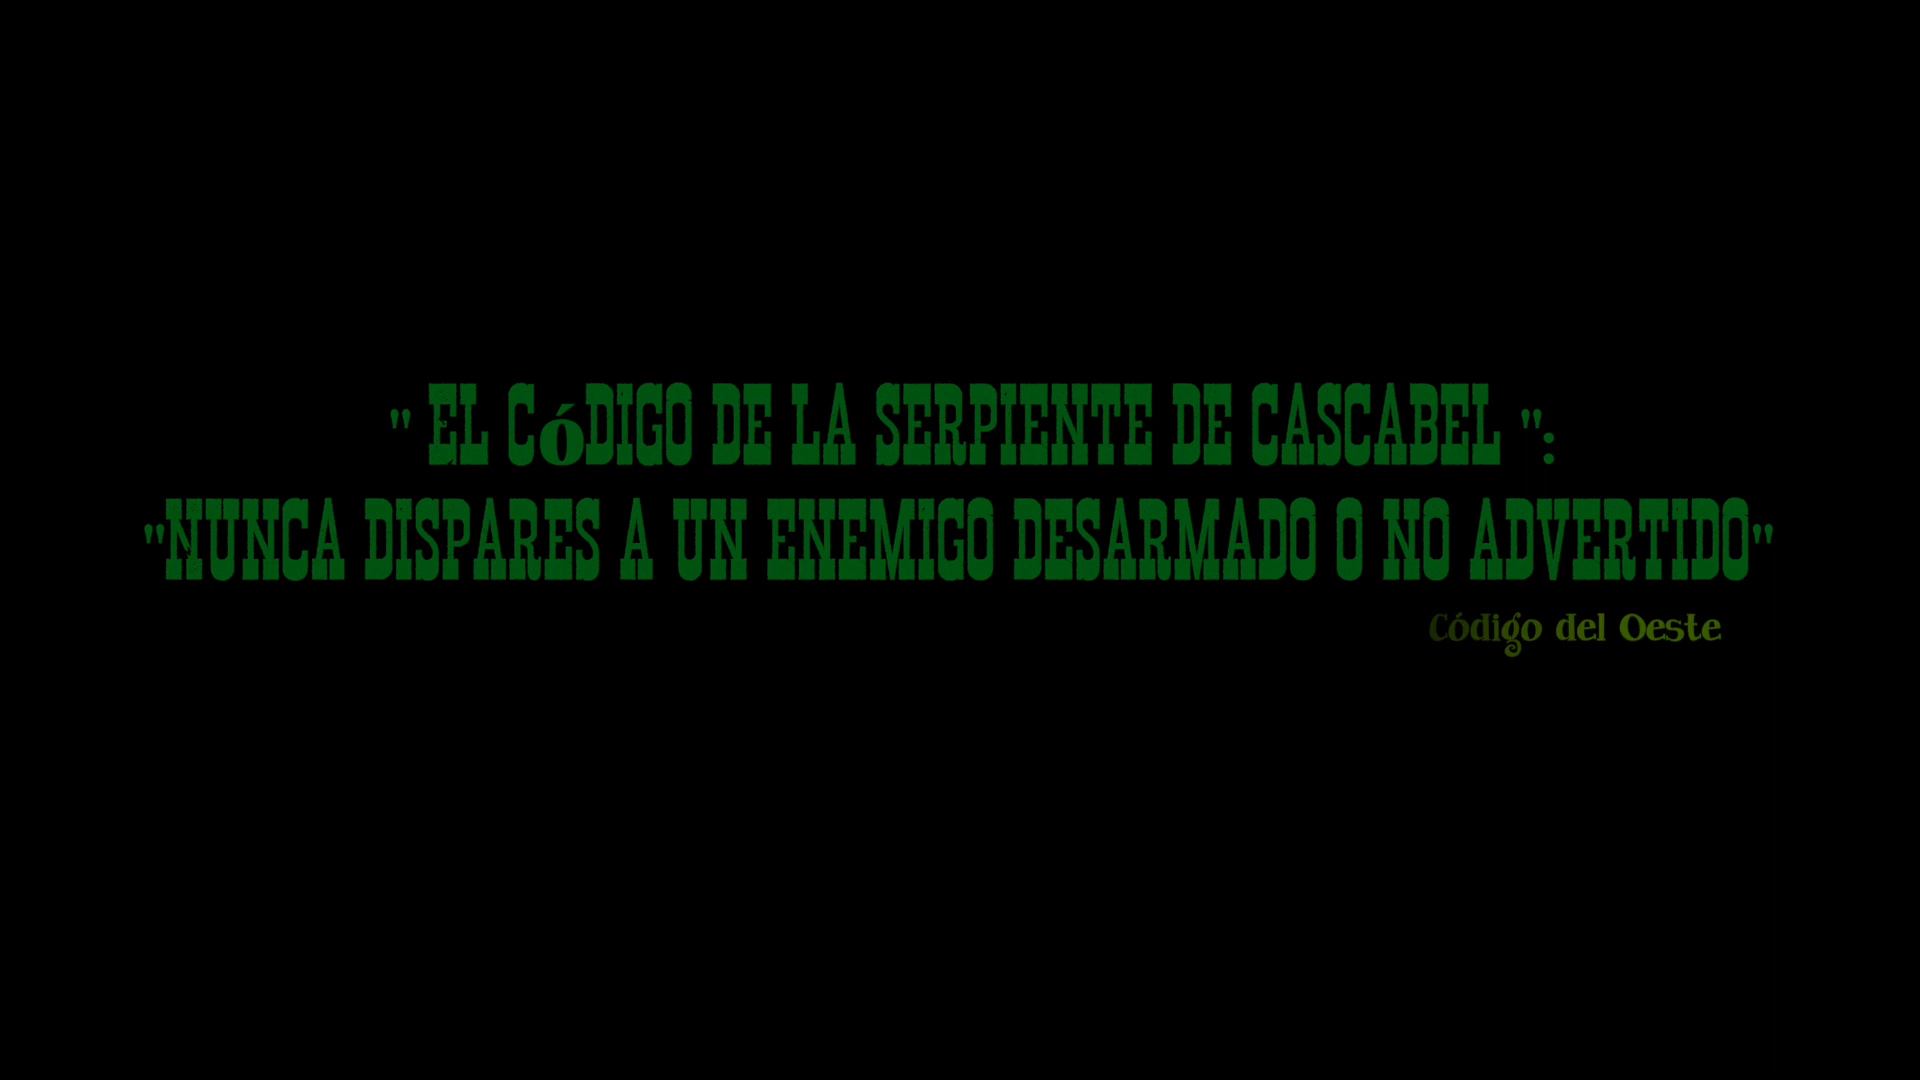 " EL CóDIGO DE LA SERPIENTE DE CASCABEL ":
"NUNCA DISPARES A UN ENEMIGO DESARMADO O NO ADVERTIDO"
Código del Oeste